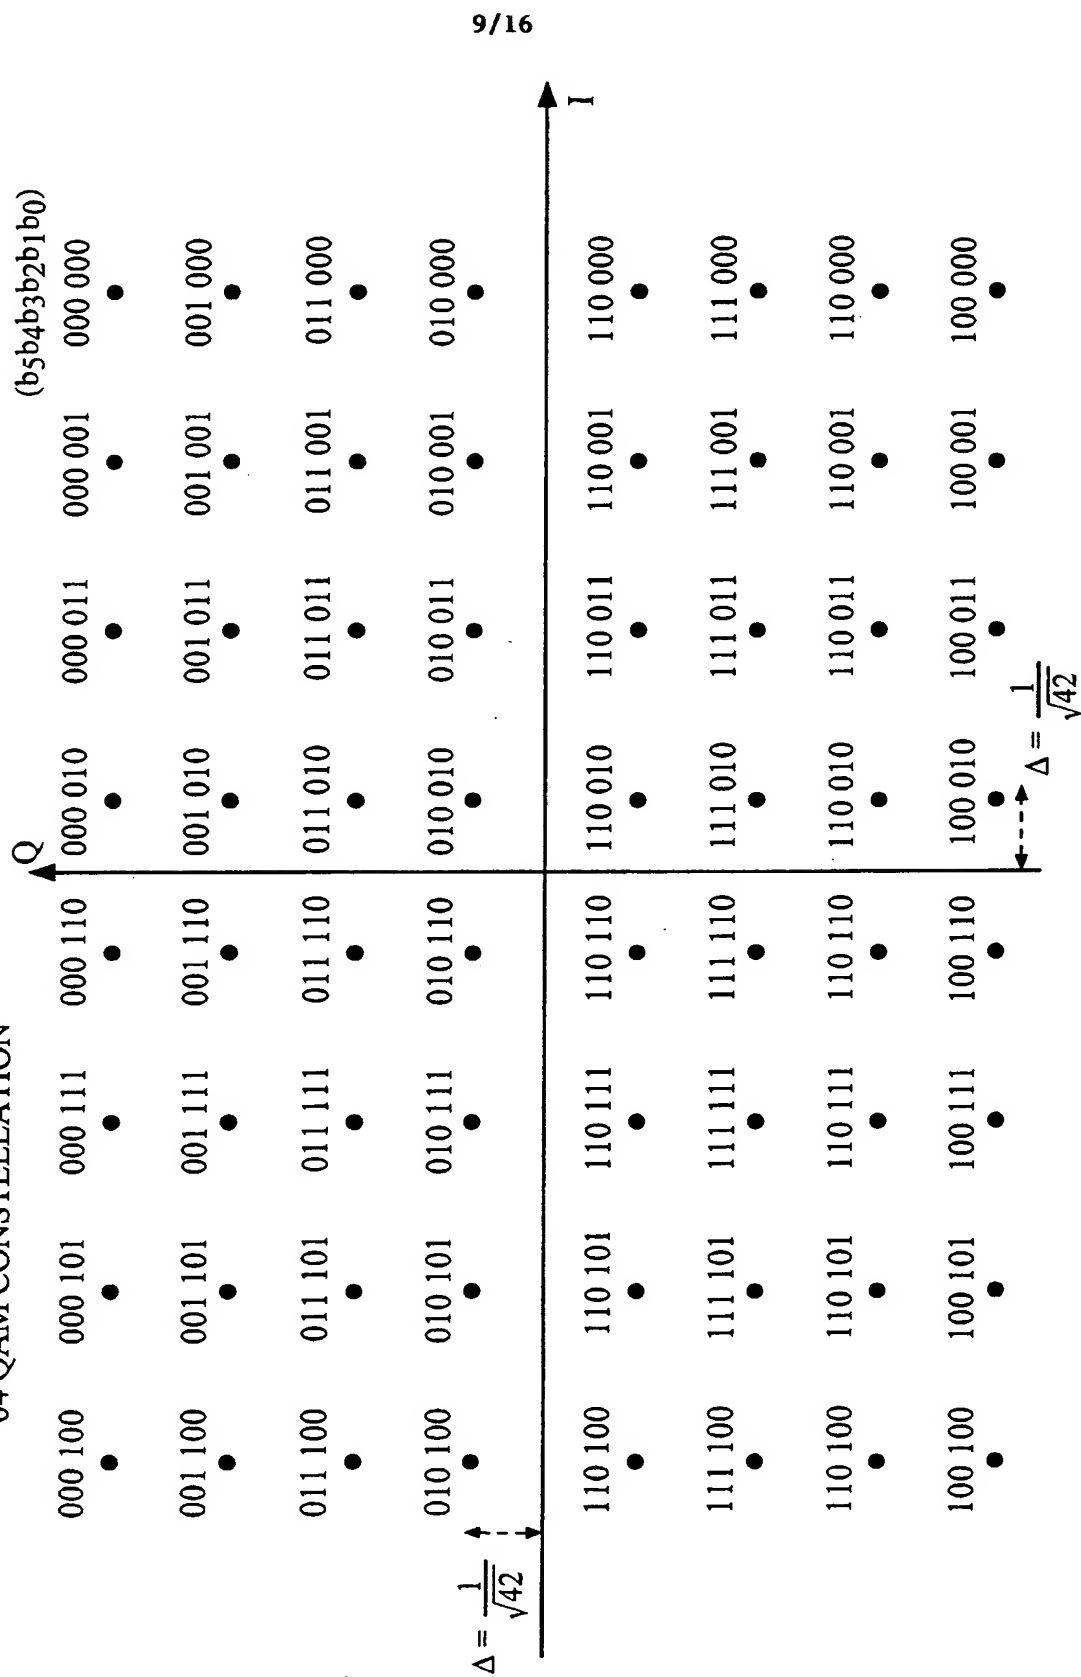 9/16
64 QAM CONSTELLATION
Q
(b5b4b3b2b1b0)
000 100 000 101 000 111 000 110 000 010 000 011 000 001 000 000
001 100 001 101 001 111 001 110 001 010 001 011 001 001 001 000
011 100 011 101 011 111 011 110 011 010 011 011 011 001 011 000
010 100 010 101 010 111 010 110 010 010 010 011 010 001 010 000
Δ = 1/√42
I
110 100 110 101 110 111 110 110 110 010 110 011 110 001 110 000
111 100 111 101 111 111 111 110 111 010 111 011 111 001 111 000
110 100 110 101 110 111 110 110 110 010 110 011 110 001 110 000
100 100 100 101 100 111 100 110 100 010 100 011 100 001 100 000
Δ = 1/√42